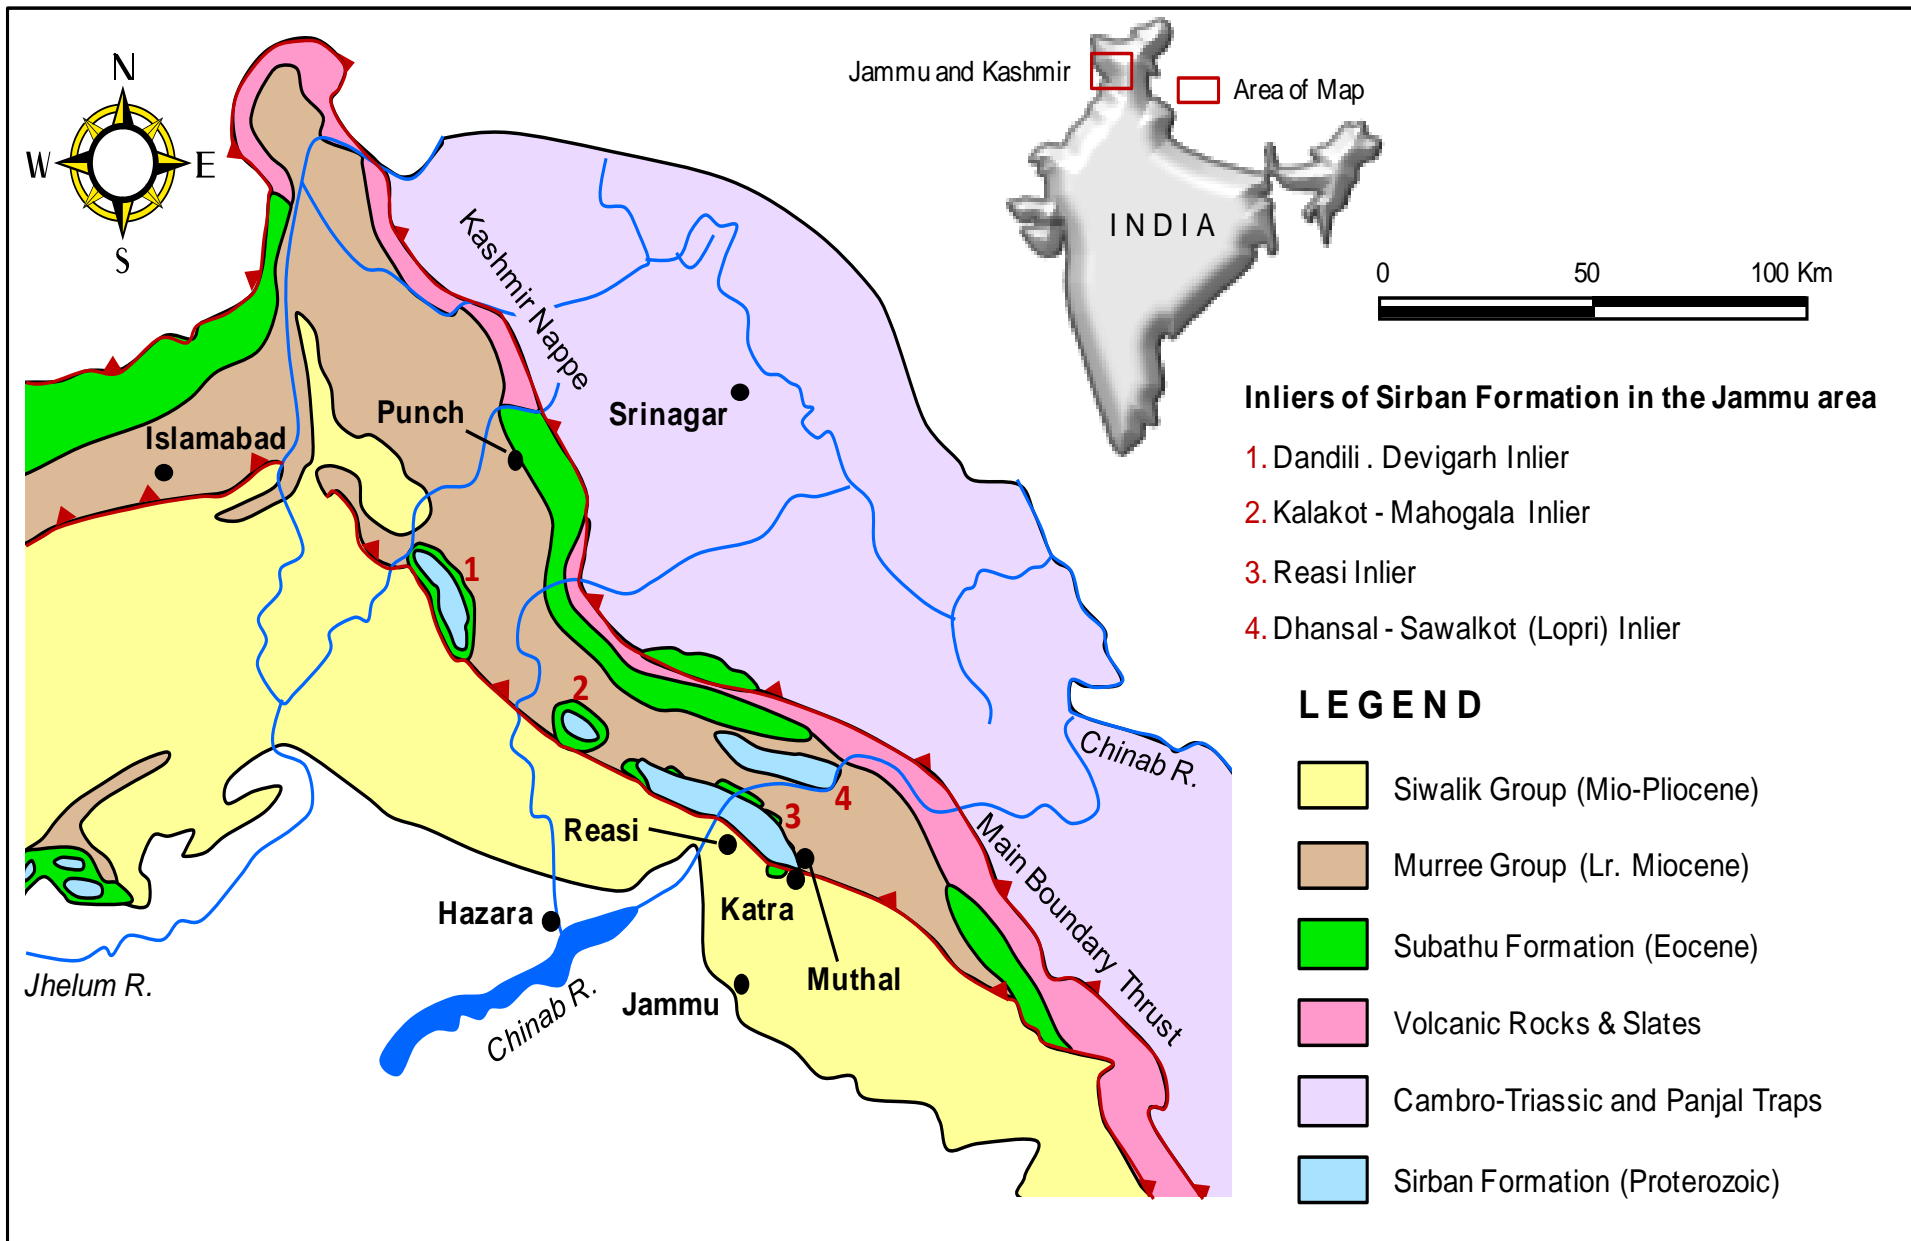 N
W
E
S
Jammu and Kashmir
Area of Map
INDIA
0 50 100 Km
Kashmir Nappe
Srinagar
Punch
Islamabad
Inliers of Sirban Formation in the Jammu area
1. Dandili . Devigarh Inlier
2. Kalakot - Mahogala Inlier
3. Reasi Inlier
4. Dhansal - Sawalkot (Lopri) Inlier
1
2
3
4
Chinab R.
Main Boundary Thrust
Reasi
Hazara
Katra
Muthal
Jammu
Jhelum R.
Chinab R.
LEGEND
Siwalik Group (Mio-Pliocene)
Murree Group (Lr. Miocene)
Subathu Formation (Eocene)
Volcanic Rocks & Slates
Cambro-Triassic and Panjal Traps
Sirban Formation (Proterozoic)